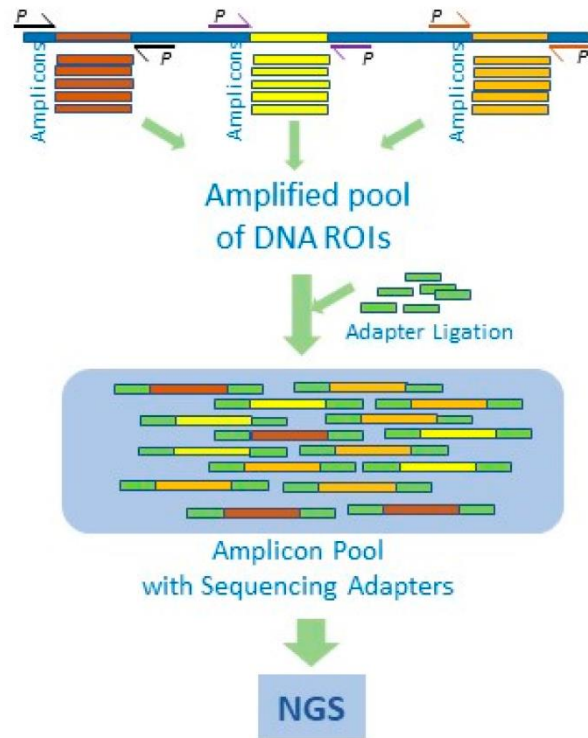 P P P
P P P
Amplicons Amplicons Amplicons
Amplified pool
of DNA ROIs
Adapter Ligation
Amplicon Pool
with Sequencing Adapters
NGS